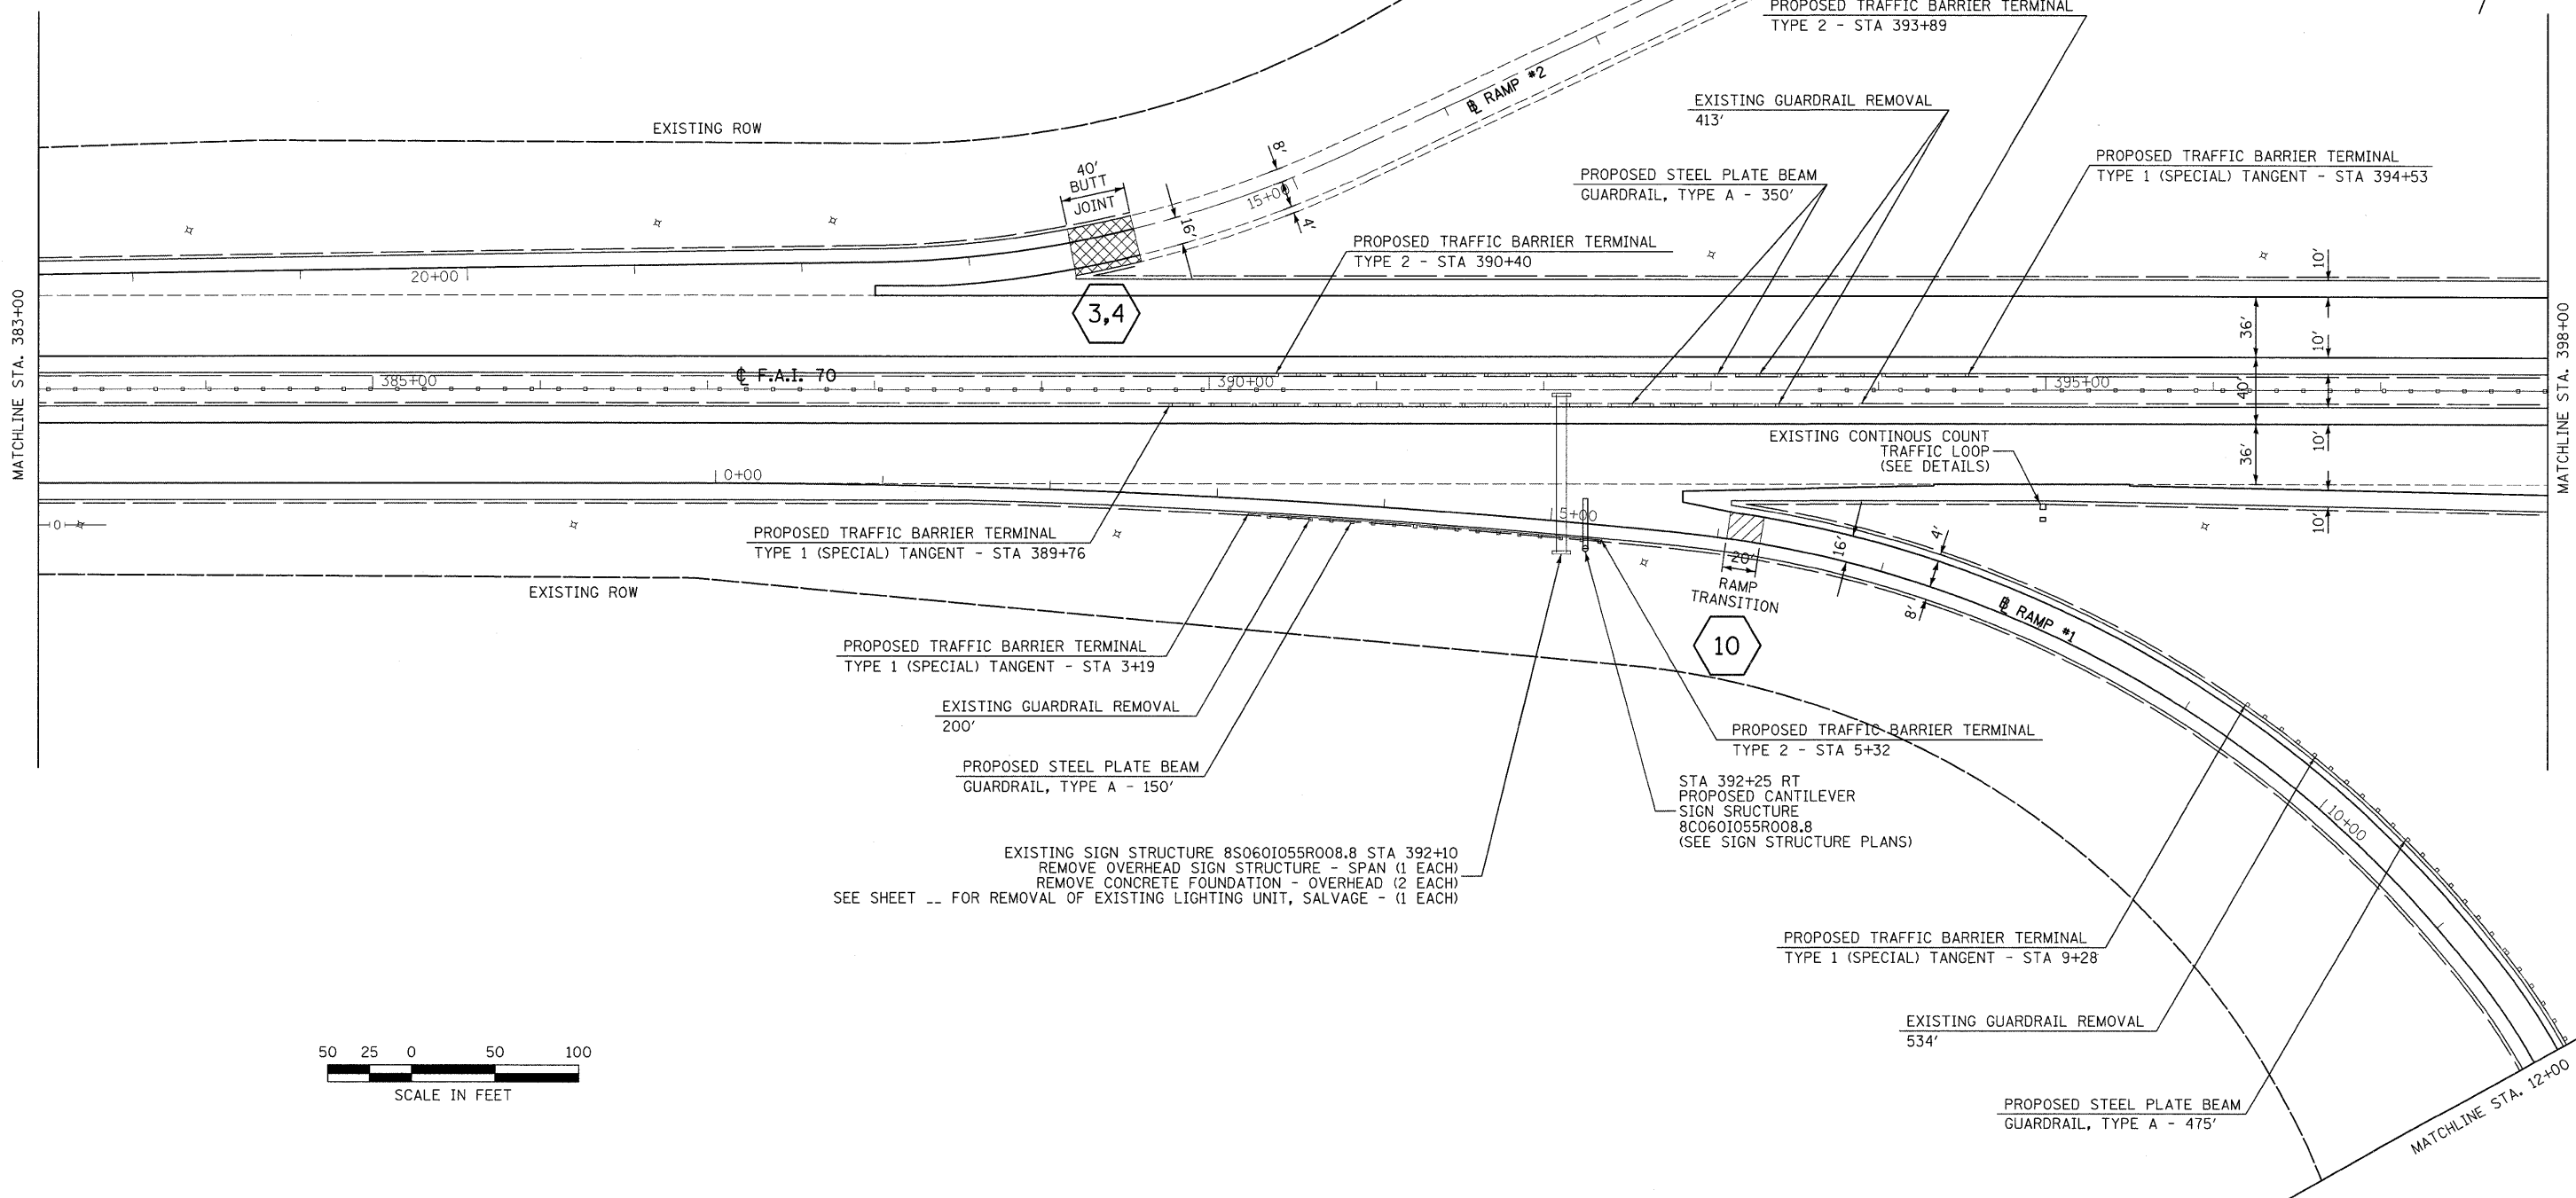 PROPOSED TRAFFIC BARRIER TERMINAL
TYPE 2 - STA 393+89
EXISTING GUARDRAIL REMOVAL
413'
PROPOSED STEEL PLATE BEAM
GUARDRAIL, TYPE A - 350'
PROPOSED TRAFFIC BARRIER TERMINAL
TYPE 1 (SPECIAL) TANGENT - STA 394+53
PROPOSED TRAFFIC BARRIER TERMINAL
TYPE 2 - STA 390+40
EXISTING ROW
40'
BUTT
JOINT
8'
15+00
4'
16'
℄ RAMP #2
20+00
3,4
MATCHLINE STA. 383+00
385+00
℄ F.A.I. 70
390+00
395+00
10'
36'
10'
40'
10'
36'
10'
MATCHLINE STA. 398+00
EXISTING CONTINOUS COUNT
TRAFFIC LOOP
(SEE DETAILS)
0+00
5+00
0
PROPOSED TRAFFIC BARRIER TERMINAL
TYPE 1 (SPECIAL) TANGENT - STA 389+76
EXISTING ROW
20'
RAMP
TRANSITION
16'
4'
8'
℄ RAMP #1
10
PROPOSED TRAFFIC BARRIER TERMINAL
TYPE 1 (SPECIAL) TANGENT - STA 3+19
EXISTING GUARDRAIL REMOVAL
200'
PROPOSED STEEL PLATE BEAM
GUARDRAIL, TYPE A - 150'
PROPOSED TRAFFIC BARRIER TERMINAL
TYPE 2 - STA 5+32
STA 392+25 RT
PROPOSED CANTILEVER
SIGN SRUCTURE
8C060I055R008.8
(SEE SIGN STRUCTURE PLANS)
EXISTING SIGN STRUCTURE 8S060I055R008.8 STA 392+10
REMOVE OVERHEAD SIGN STRUCTURE - SPAN (1 EACH)
REMOVE CONCRETE FOUNDATION - OVERHEAD (2 EACH)
SEE SHEET __ FOR REMOVAL OF EXISTING LIGHTING UNIT, SALVAGE - (1 EACH)
10+00
PROPOSED TRAFFIC BARRIER TERMINAL
TYPE 1 (SPECIAL) TANGENT - STA 9+28
EXISTING GUARDRAIL REMOVAL
534'
PROPOSED STEEL PLATE BEAM
GUARDRAIL, TYPE A - 475'
MATCHLINE STA. 12+00
50 25 0 50 100
SCALE IN FEET